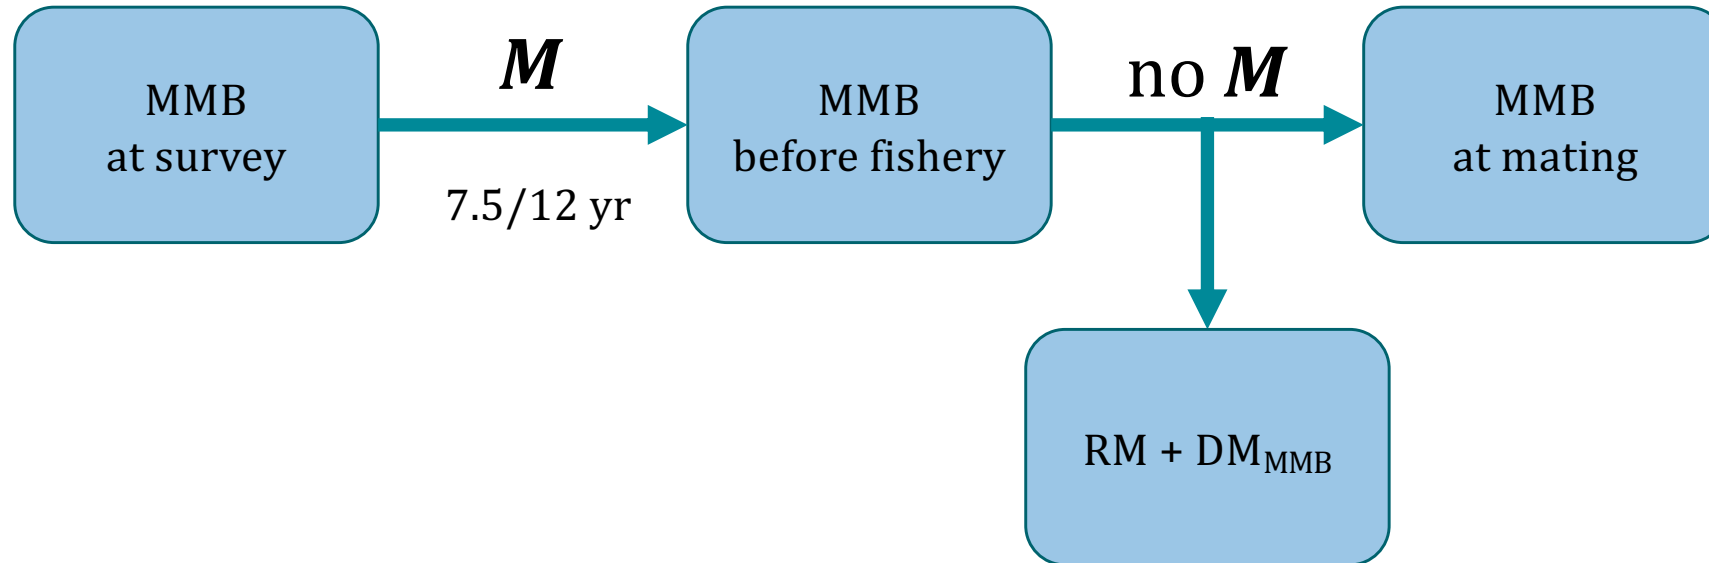 MMB
at survey
M
7.5/12 yr
MMB
before fishery
no M
MMB
at mating
RM + DMMMB